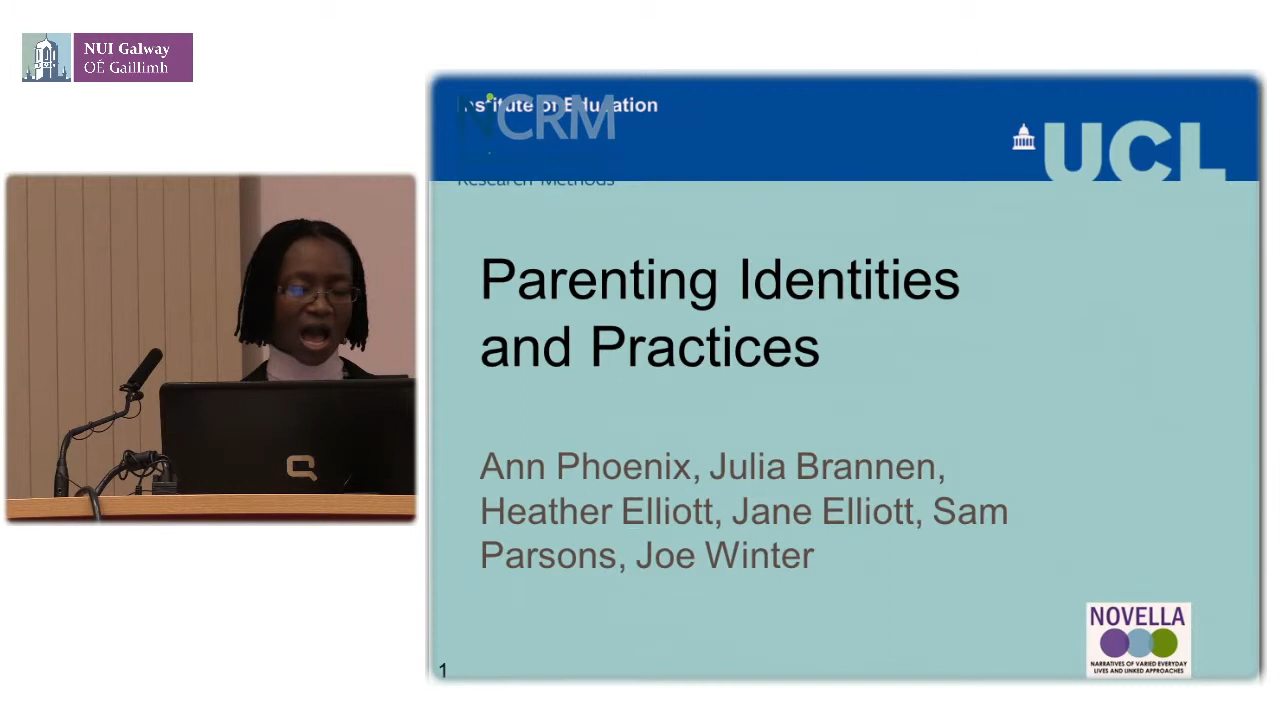 NUI Galway
OÉ Gaillimh
Institute of Education
NCRM
Research Methods
UCL
Parenting Identities
and Practices
Ann Phoenix, Julia Brannen,
Heather Elliott, Jane Elliott, Sam
Parsons, Joe Winter
NOVELLA
NARRATIVES OF VARIED EVERYDAY
LIVES AND LINKED APPROACHES
1